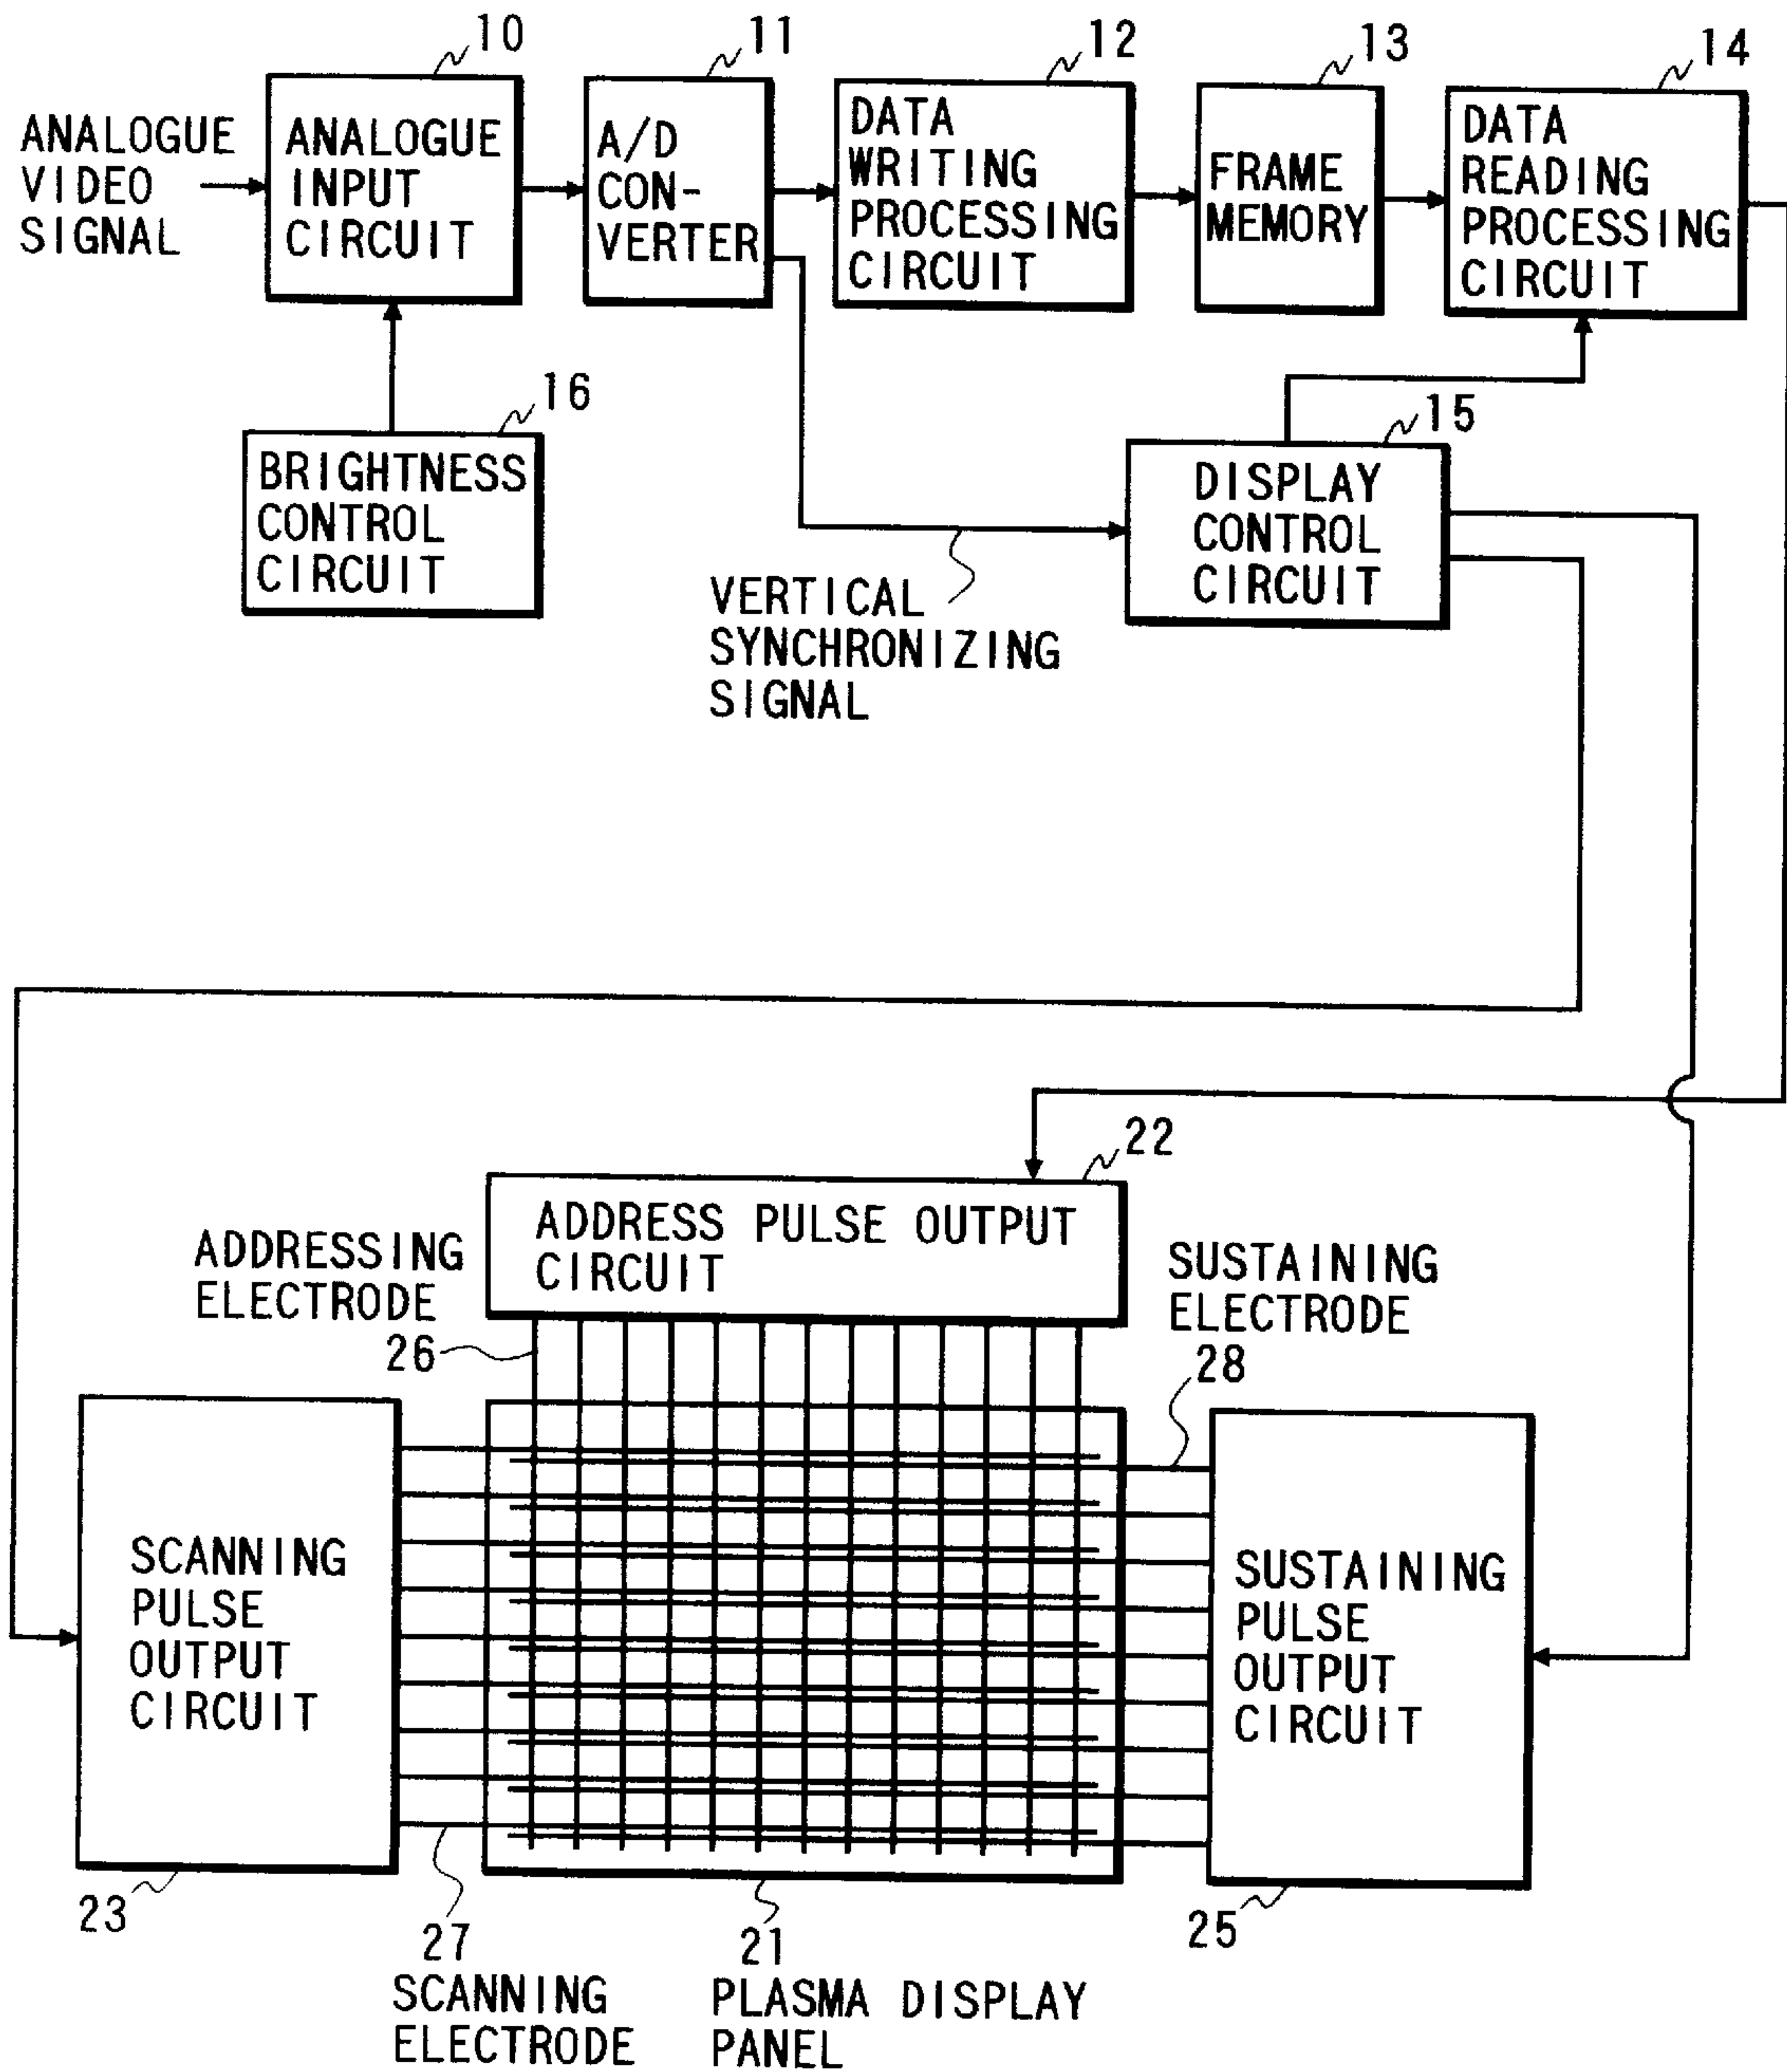 10
11
12
13
14
ANALOGUE
VIDEO
SIGNAL
ANALOGUE
INPUT
CIRCUIT
A/D
CON-
VERTER
DATA
WRITING
PROCESSING
CIRCUIT
FRAME
MEMORY
DATA
READING
PROCESSING
CIRCUIT
16
BRIGHTNESS
CONTROL
CIRCUIT
15
DISPLAY
CONTROL
CIRCUIT
VERTICAL
SYNCHRONIZING
SIGNAL
22
ADDRESS PULSE OUTPUT
CIRCUIT
ADDRESSING
ELECTRODE
26
SUSTAINING
ELECTRODE
28
SCANNING
PULSE
OUTPUT
CIRCUIT
23
SUSTAINING
PULSE
OUTPUT
CIRCUIT
25
27
SCANNING
ELECTRODE
21
PLASMA DISPLAY
PANEL